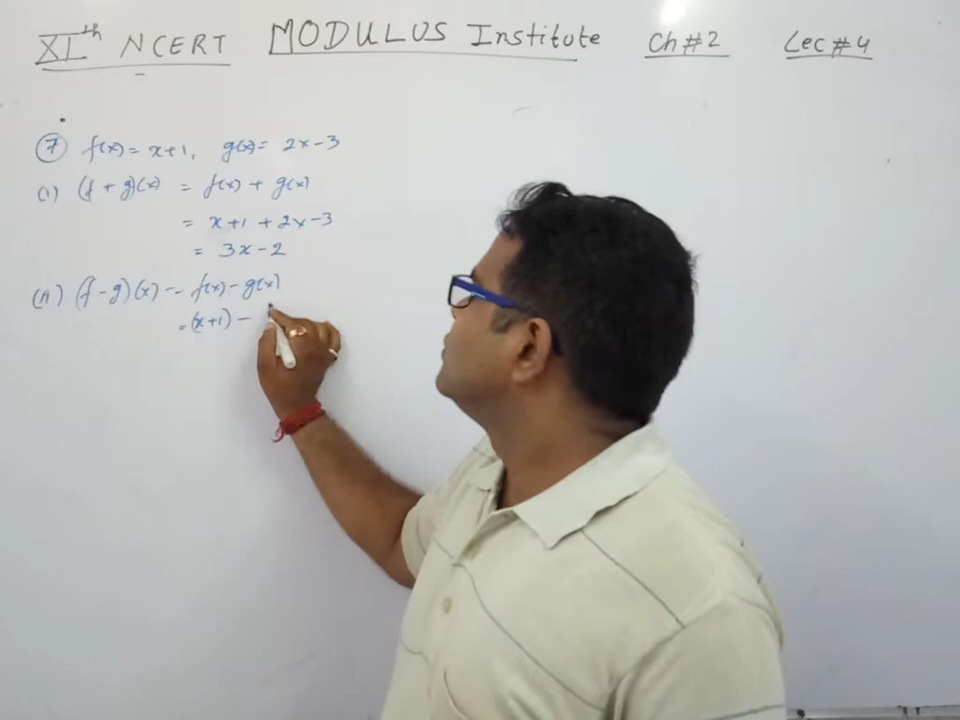 XIth NCERT MODULUS Institute Ch#2 Lec#4
7 f(x) = x+1, g(x) = 2x-3
(i) (f + g)(x) = f(x) + g(x)
= x+1 + 2x-3
= 3x-2
(ii) (f-g)(x) = f(x) - g(x)
= (x+1) -